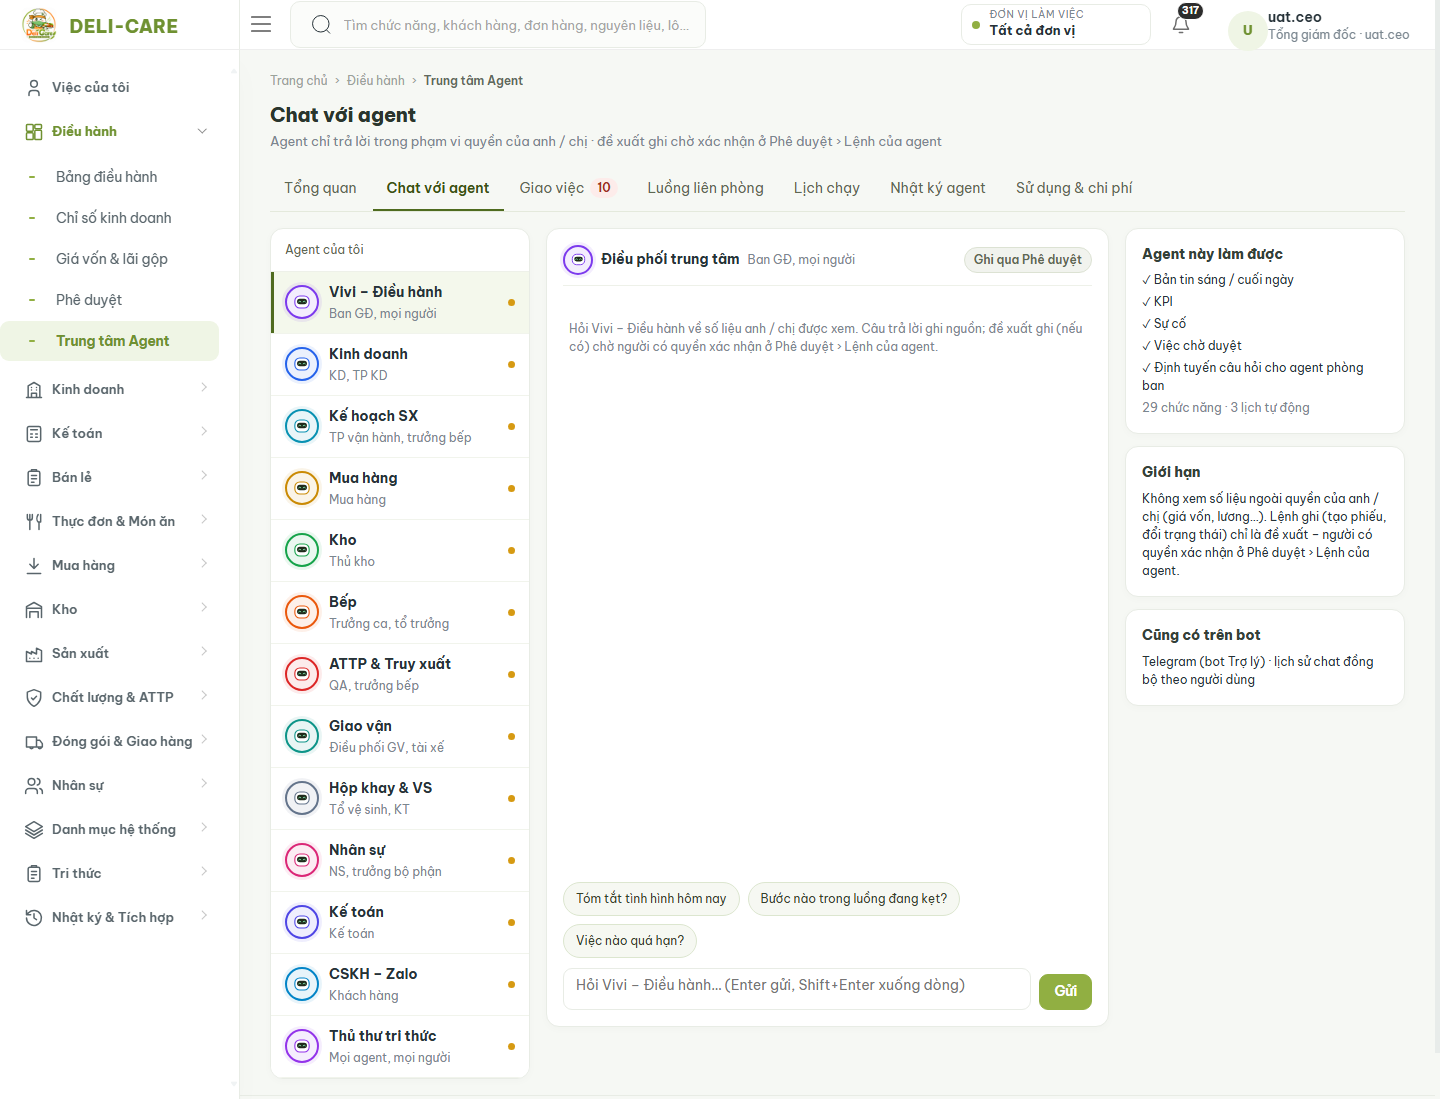 DELI-CARE
Tìm chức năng, khách hàng, đơn hàng, nguyên liệu, lô...
ĐƠN VỊ LÀM VIỆC
Tất cả đơn vị
317
U
uat.ceo
Tổng giám đốc · uat.ceo
Việc của tôi
Điều hành
Bảng điều hành
Chỉ số kinh doanh
Giá vốn & lãi gộp
Phê duyệt
Trung tâm Agent
Kinh doanh
Kế toán
Bán lẻ
Thực đơn & Món ăn
Mua hàng
Kho
Sản xuất
Chất lượng & ATTP
Đóng gói & Giao hàng
Nhân sự
Danh mục hệ thống
Tri thức
Nhật ký & Tích hợp
Trang chủ › Điều hành › Trung tâm Agent
Chat với agent
Agent chỉ trả lời trong phạm vi quyền của anh / chị · đề xuất ghi chờ xác nhận ở Phê duyệt › Lệnh của agent
Tổng quan
Chat với agent
Giao việc 10
Luồng liên phòng
Lịch chạy
Nhật ký agent
Sử dụng & chi phí
Agent của tôi
Vivi – Điều hành
Ban GĐ, mọi người
Kinh doanh
KD, TP KD
Kế hoạch SX
TP vận hành, trưởng bếp
Mua hàng
Mua hàng
Kho
Thủ kho
Bếp
Trưởng ca, tổ trưởng
ATTP & Truy xuất
QA, trưởng bếp
Giao vận
Điều phối GV, tài xế
Hộp khay & VS
Tổ vệ sinh, KT
Nhân sự
NS, trưởng bộ phận
Kế toán
Kế toán
CSKH – Zalo
Khách hàng
Thủ thư tri thức
Mọi agent, mọi người
Điều phối trung tâm Ban GĐ, mọi người
Ghi qua Phê duyệt
Hỏi Vivi – Điều hành về số liệu anh / chị được xem. Câu trả lời ghi nguồn; đề xuất ghi (nếu
có) chờ người có quyền xác nhận ở Phê duyệt › Lệnh của agent.
Tóm tắt tình hình hôm nay
Bước nào trong luồng đang kẹt?
Việc nào quá hạn?
Hỏi Vivi – Điều hành... (Enter gửi, Shift+Enter xuống dòng)
Gửi
Agent này làm được
✓ Bản tin sáng / cuối ngày
✓ KPI
✓ Sự cố
✓ Việc chờ duyệt
✓ Định tuyến câu hỏi cho agent phòng
ban
29 chức năng · 3 lịch tự động
Giới hạn
Không xem số liệu ngoài quyền của anh /
chị (giá vốn, lương...). Lệnh ghi (tạo phiếu,
đổi trạng thái) chỉ là đề xuất – người có
quyền xác nhận ở Phê duyệt › Lệnh của
agent.
Cũng có trên bot
Telegram (bot Trợ lý) · lịch sử chat đồng
bộ theo người dùng